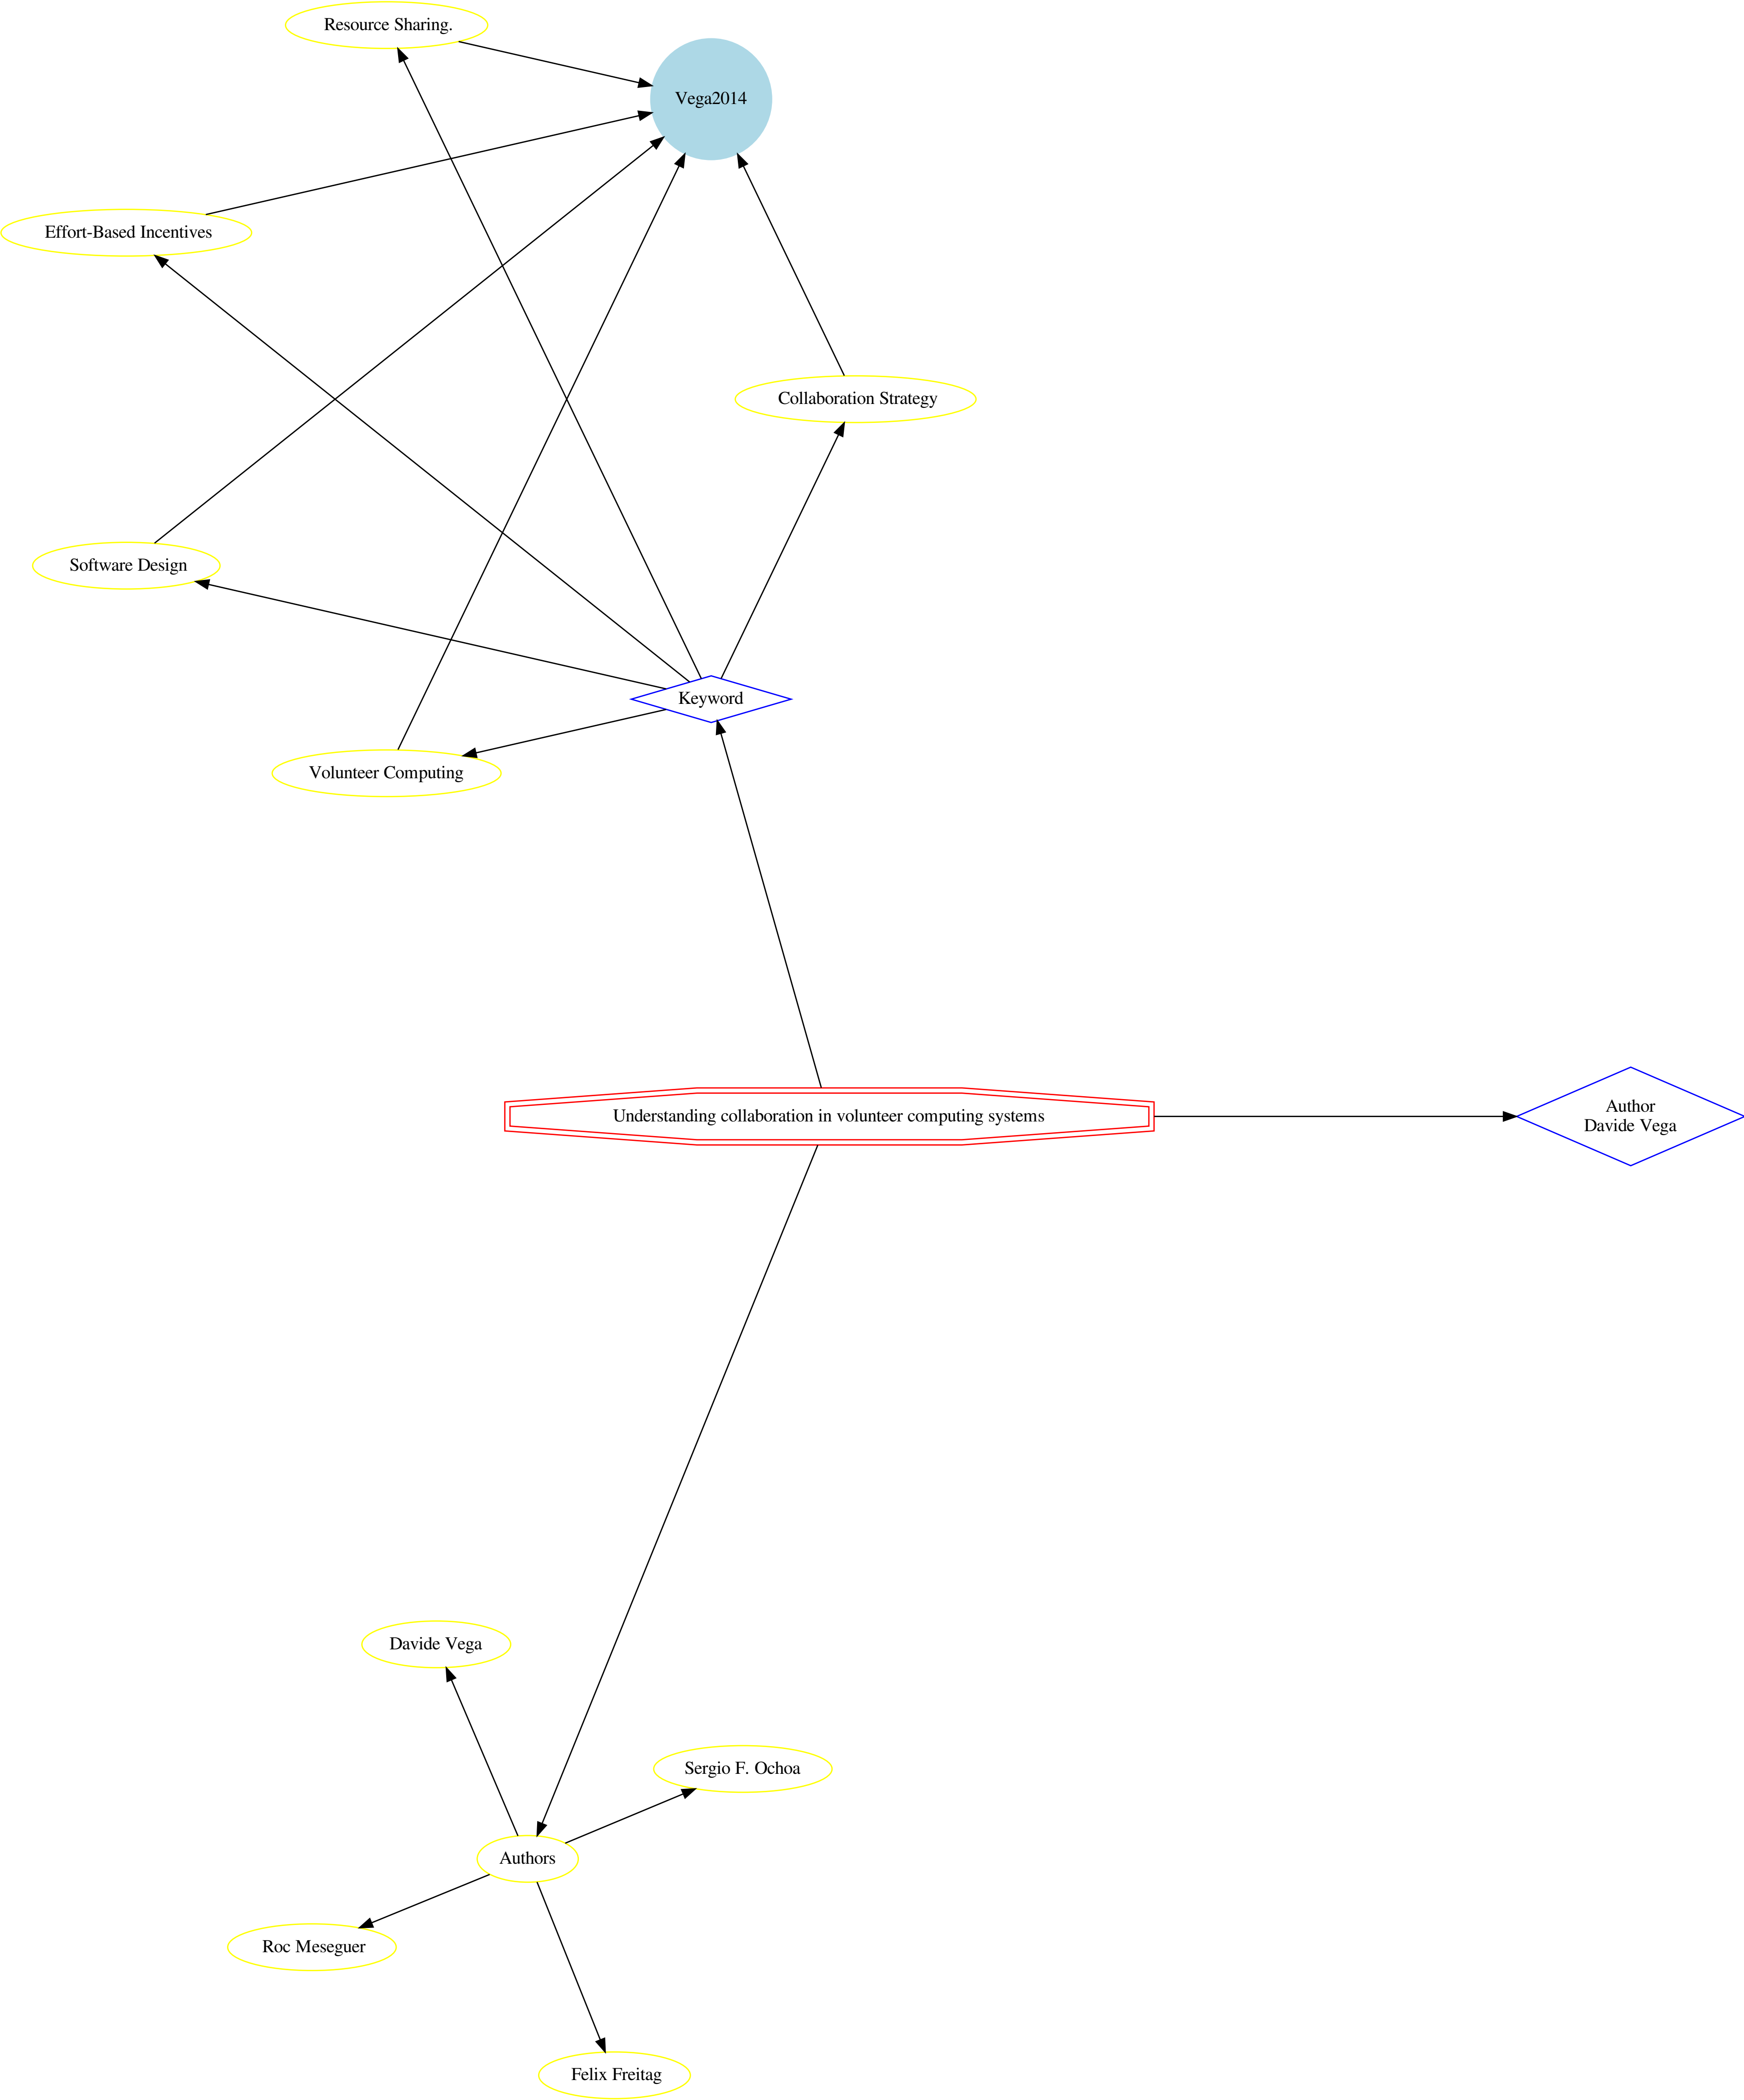 Resource Sharing.
Vega2014
Effort-Based Incentives
Collaboration Strategy
Software Design
Keyword
Volunteer Computing
Understanding collaboration in volunteer computing systems
Author
Davide Vega
Davide Vega
Sergio F. Ochoa
Authors
Roc Meseguer
Felix Freitag